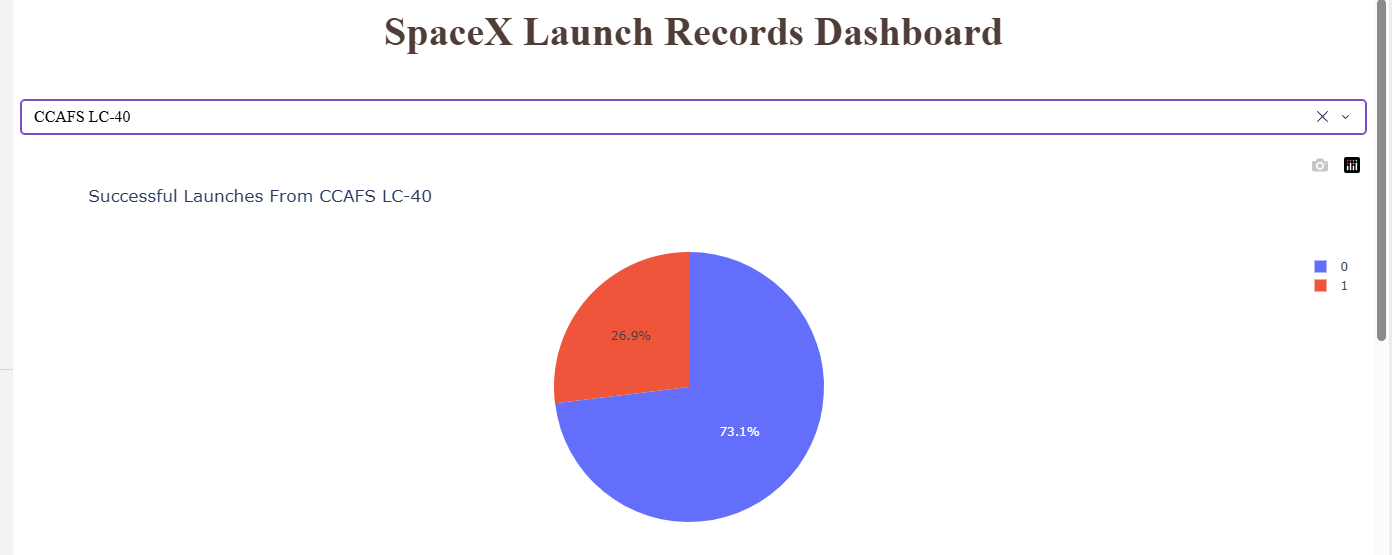 SpaceX Launch Records Dashboard
CCAFS LC-40
Successful Launches From CCAFS LC-40
0
1
26.9%
73.1%